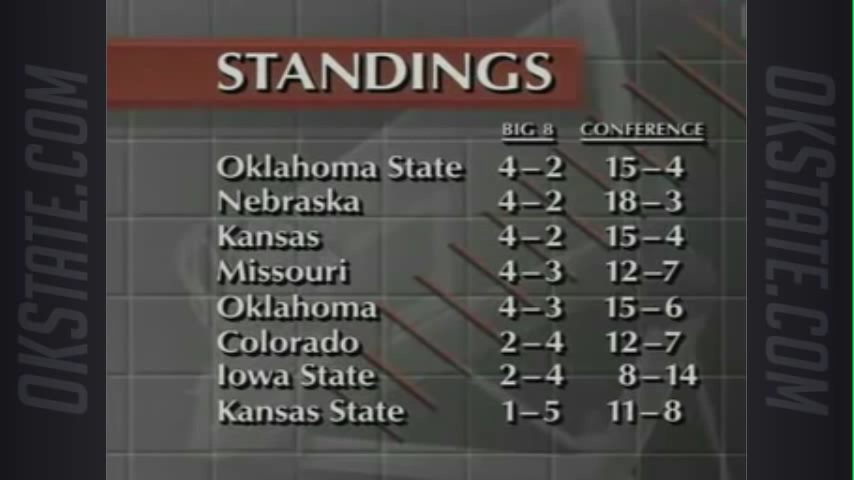 STANDINGS
BIG 8 CONFERENCE
Oklahoma State 4–2 15–4
Nebraska 4–2 18–3
Kansas 4–2 15–4
Missouri 4–3 12–7
Oklahoma 4–3 15–6
Colorado 2–4 12–7
Iowa State 2–4 8–14
Kansas State 1–5 11–8
OKSTATE.COM
OKSTATE.COM